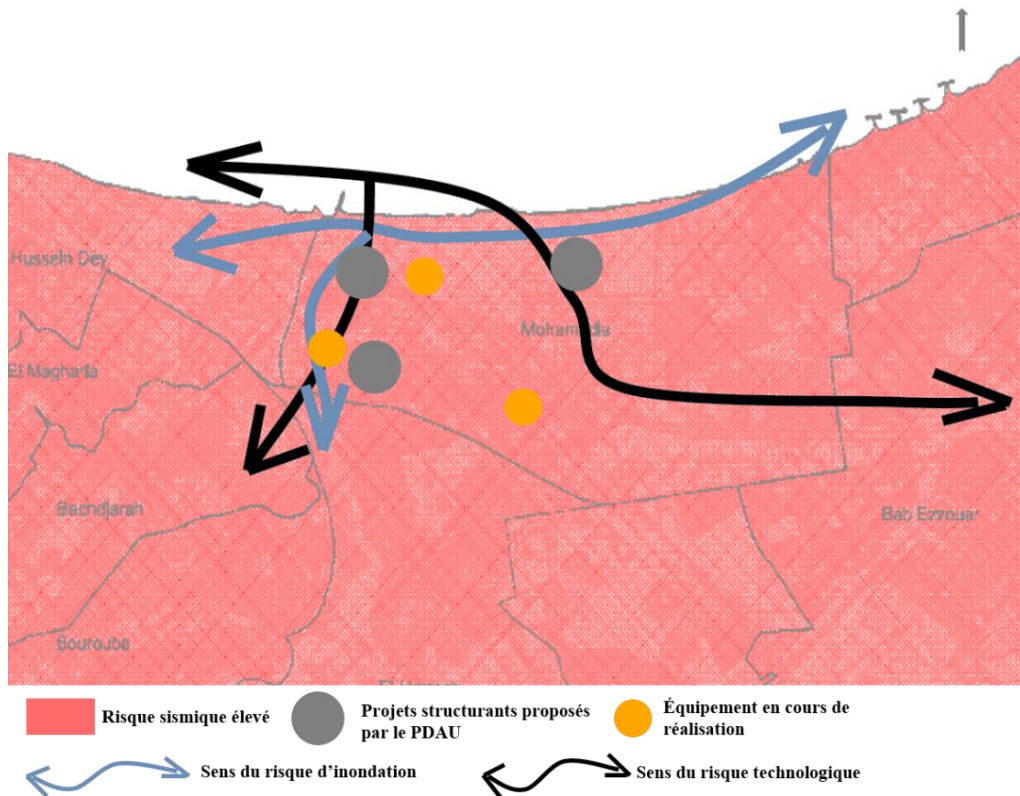 Hussein Dey
Mohammadia
El Magharia
Bachdjarah
Bab Ezzouar
Bourouba
Risque sismique élevé
Projets structurants proposés
par le PDAU
Équipement en cours de
réalisation
Sens du risque d’inondation
Sens du risque technologique